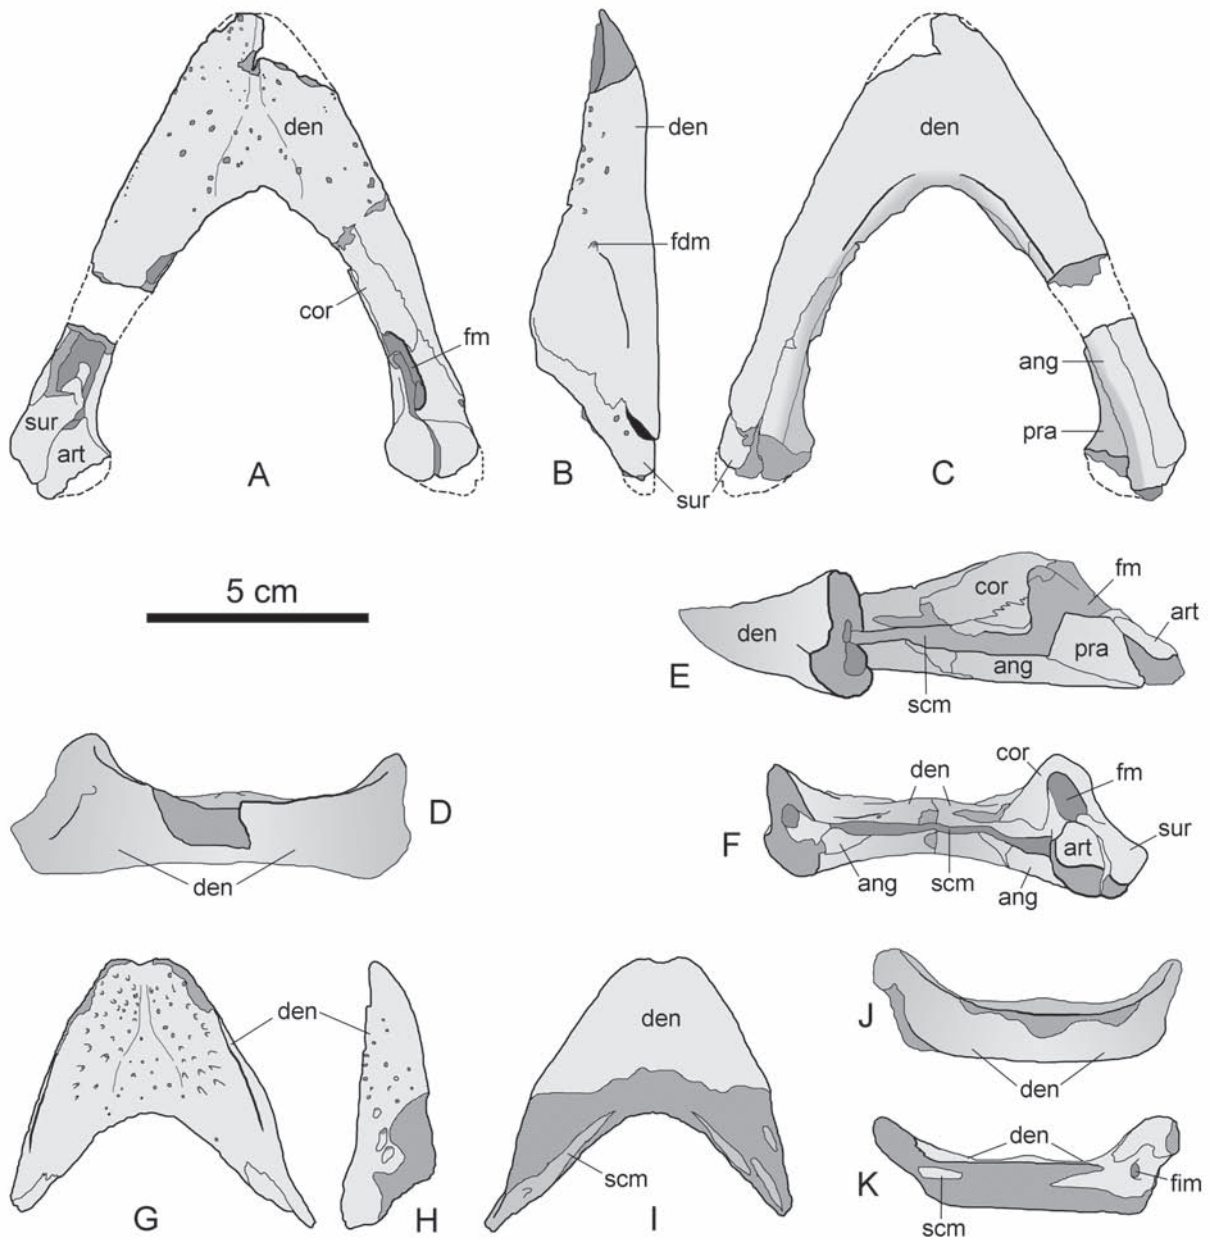 den
den
den
fdm
cor
fm
ang
sur
art
pra
A
B
sur
C
5 cm
cor
fm
art
den
pra
E
ang
scm
D
den
cor
den
fm
sur
F
art
ang
scm
ang
den
den
J
den
den
scm
K
fim
scm
G
H
I